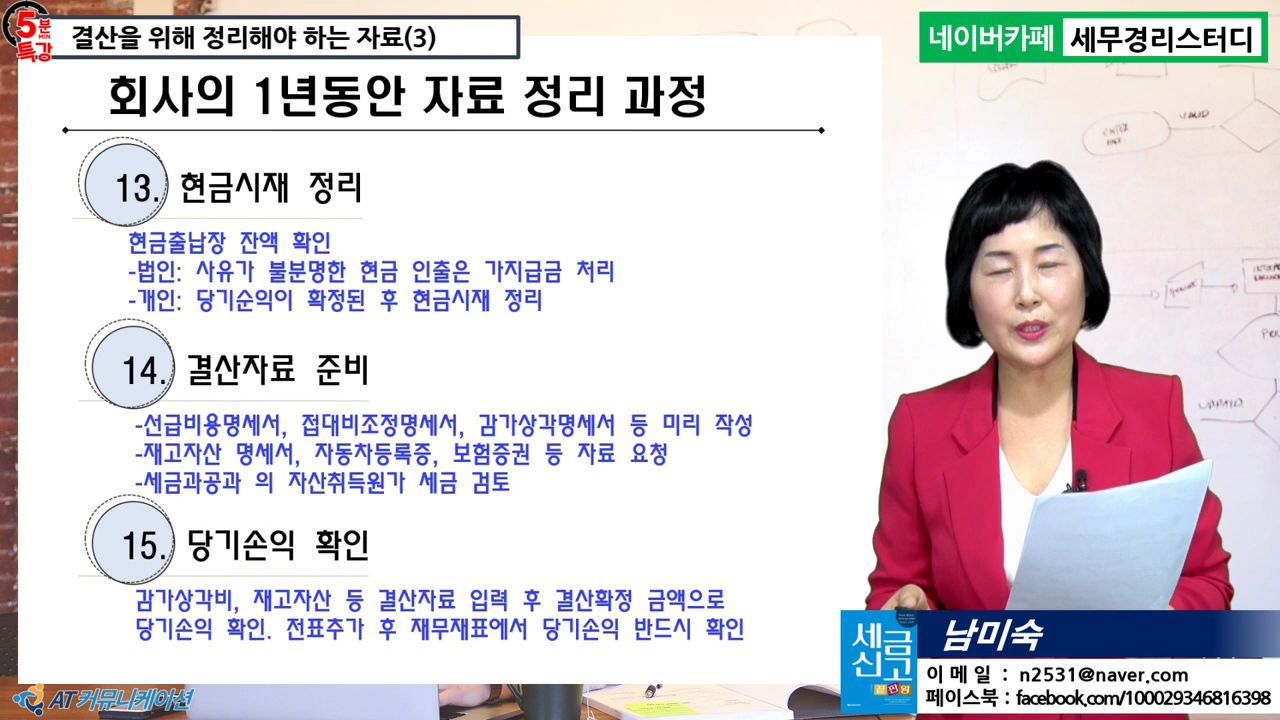 5분
MIN
특강
결산을 위해 정리해야 하는 자료(3)
네이버카페 세무경리스터디
회사의 1년동안 자료 정리 과정
13. 현금시재 정리
현금출납장 잔액 확인
-법인: 사유가 불분명한 현금 인출은 가지급금 처리
-개인: 당기순익이 확정된 후 현금시재 정리
14. 결산자료 준비
-선급비용명세서, 접대비조정명세서, 감가상각명세서 등 미리 작성
-재고자산 명세서, 자동차등록증, 보험증권 등 자료 요청
-세금과공과 의 자산취득원가 세금 검토
15. 당기손익 확인
감가상각비, 재고자산 등 결산자료 입력 후 결산확정 금액으로
당기손익 확인. 전표추가 후 재무재표에서 당기손익 반드시 확인
VALID
세금
신고
끝판왕
남미숙
이 메 일 : n2531@naver.com
페이스북 : facebook.com/100029346816398
AT커뮤니케이션